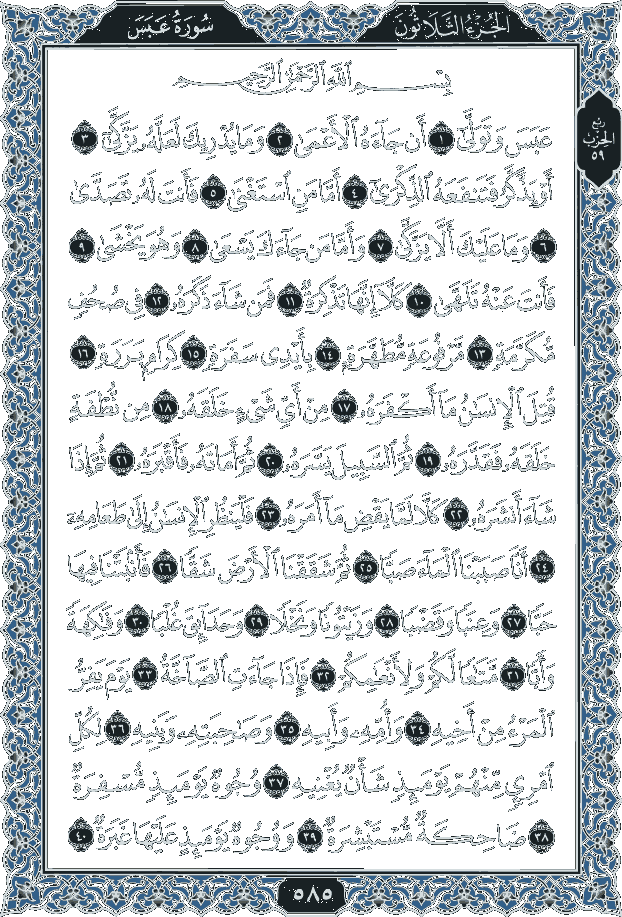 سُورَةُ عَبَسَ
الجُزْءُ الثَّلَاثُونَ
ربع
الحزب
٥٩
بِسْمِ اللَّهِ الرَّحْمَٰنِ الرَّحِيمِ
عَبَسَ وَتَوَلَّىٰٓ ١ أَن جَآءَهُ ٱلْأَعْمَىٰ ٢ وَمَا يُدْرِيكَ لَعَلَّهُۥ يَزَّكَّىٰٓ ٣
أَوْ يَذَّكَّرُ فَتَنفَعَهُ ٱلذِّكْرَىٰٓ ٤ أَمَّا مَنِ ٱسْتَغْنَىٰ ٥ فَأَنتَ لَهُۥ تَصَدَّىٰ
٦ وَمَا عَلَيْكَ أَلَّا يَزَّكَّىٰ ٧ وَأَمَّا مَن جَآءَكَ يَسْعَىٰ ٨ وَهُوَ يَخْشَىٰ ٩
فَأَنتَ عَنْهُ تَلَهَّىٰ ١٠ كَلَّآ إِنَّهَا تَذْكِرَةٌ ١١ فَمَن شَآءَ ذَكَرَهُۥ ١٢ فِى صُحُفٍ
مُّكَرَّمَةٍ ١٣ مَّرْفُوعَةٍ مُّطَهَّرَةٍۭ ١٤ بِأَيْدِى سَفَرَةٍ ١٥ كِرَامٍۭ بَرَرَةٍ ١٦
قُتِلَ ٱلْإِنسَٰنُ مَآ أَكْفَرَهُۥ ١٧ مِنْ أَىِّ شَىْءٍ خَلَقَهُۥ ١٨ مِن نُّطْفَةٍ
خَلَقَهُۥ فَقَدَّرَهُۥ ١٩ ثُمَّ ٱلسَّبِيلَ يَسَّرَهُۥ ٢٠ ثُمَّ أَمَاتَهُۥ فَأَقْبَرَهُۥ ٢١ ثُمَّ إِذَا
شَآءَ أَنشَرَهُۥ ٢٢ كَلَّا لَمَّا يَقْضِ مَآ أَمَرَهُۥ ٢٣ فَلْيَنظُرِ ٱلْإِنسَٰنُ إِلَىٰ طَعَامِهِۦٓ
٢٤ أَنَّا صَبَبْنَا ٱلْمَآءَ صَبًّا ٢٥ ثُمَّ شَقَقْنَا ٱلْأَرْضَ شَقًّا ٢٦ فَأَنۢبَتْنَا فِيهَا
حَبًّا ٢٧ وَعِنَبًا وَقَضْبًا ٢٨ وَزَيْتُونًا وَنَخْلًا ٢٩ وَحَدَآئِقَ غُلْبًا ٣٠ وَفَٰكِهَةً
وَأَبًّا ٣١ مَّتَٰعًا لَّكُمْ وَلِأَنْعَٰمِكُمْ ٣٢ فَإِذَا جَآءَتِ ٱلصَّآخَّةُ ٣٣ يَوْمَ يَفِرُّ
ٱلْمَرْءُ مِنْ أَخِيهِ ٣٤ وَأُمِّهِۦ وَأَبِيهِ ٣٥ وَصَٰحِبَتِهِۦ وَبَنِيهِ ٣٦ لِكُلِّ
ٱمْرِئٍ مِّنْهُمْ يَوْمَئِذٍ شَأْنٌ يُغْنِيهِ ٣٧ وُجُوهٌ يَوْمَئِذٍ مُّسْفِرَةٌ
٣٨ ضَاحِكَةٌ مُّسْتَبْشِرَةٌ ٣٩ وَوُجُوهٌ يَوْمَئِذٍ عَلَيْهَا غَبَرَةٌ ٤٠
٥٨٥